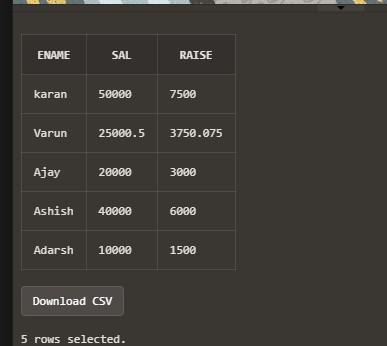 ENAME SAL RAISE
karan 50000 7500
Varun 25000.5 3750.075
Ajay 20000 3000
Ashish 40000 6000
Adarsh 10000 1500
Download CSV
5 rows selected.